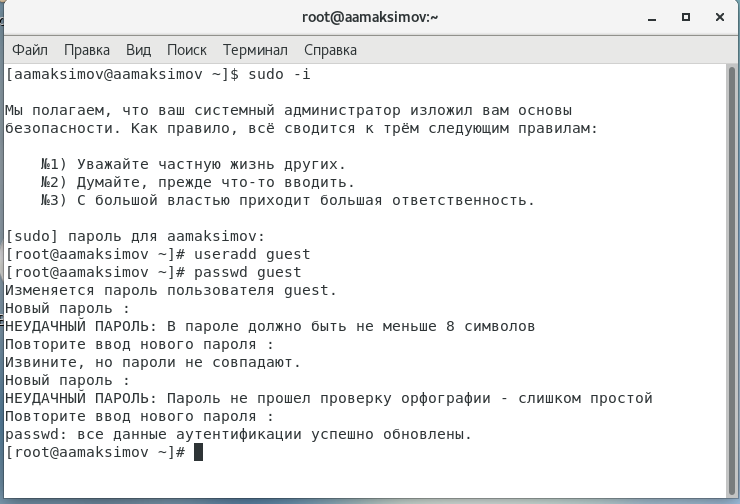 root@aamaksimov:~
Файл Правка Вид Поиск Терминал Справка
[aamaksimov@aamaksimov ~]$ sudo -i
Мы полагаем, что ваш системный администратор изложил вам основы
безопасности. Как правило, всё сводится к трём следующим правилам:
№1) Уважайте частную жизнь других.
№2) Думайте, прежде что-то вводить.
№3) С большой властью приходит большая ответственность.
[sudo] пароль для aamaksimov:
[root@aamaksimov ~]# useradd guest
[root@aamaksimov ~]# passwd guest
Изменяется пароль пользователя guest.
Новый пароль :
НЕУДАЧНЫЙ ПАРОЛЬ: В пароле должно быть не меньше 8 символов
Повторите ввод нового пароля :
Извините, но пароли не совпадают.
Новый пароль :
НЕУДАЧНЫЙ ПАРОЛЬ: Пароль не прошел проверку орфографии - слишком простой
Повторите ввод нового пароля :
passwd: все данные аутентификации успешно обновлены.
[root@aamaksimov ~]#